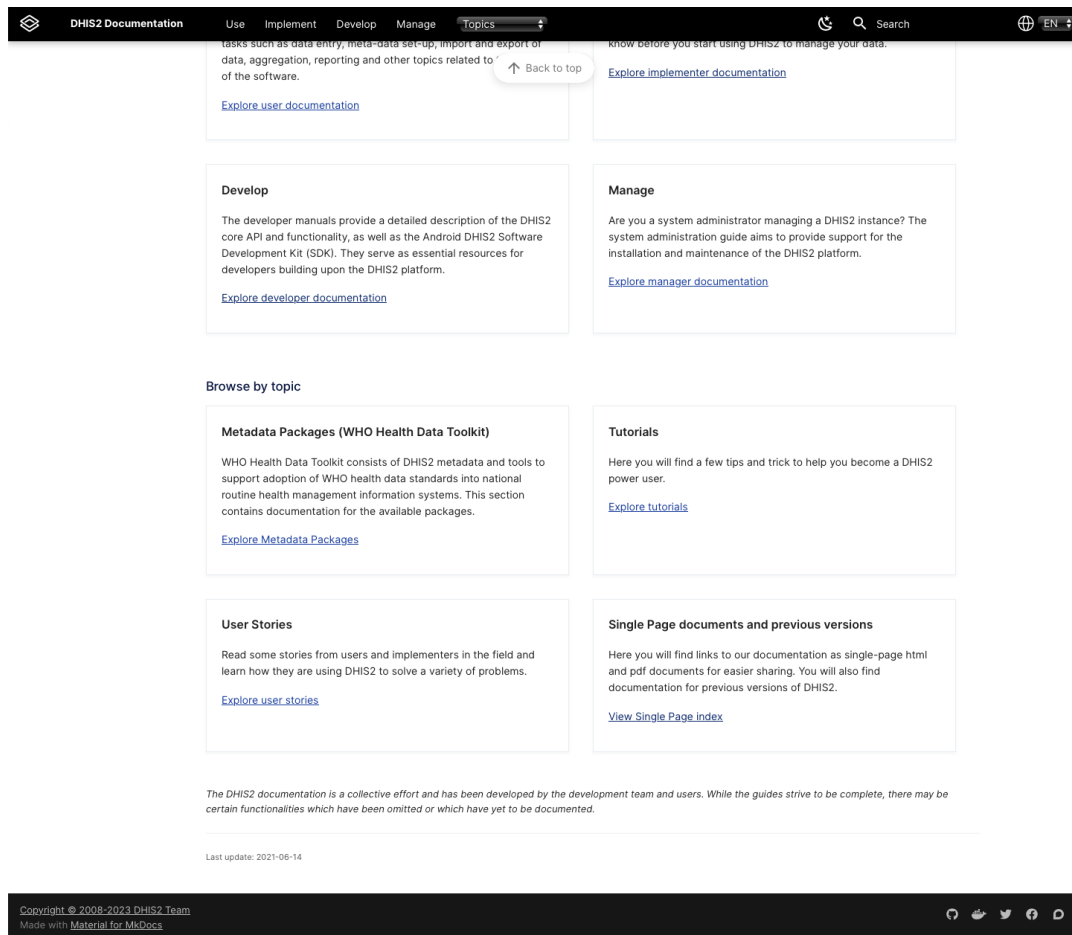 DHIS2 Documentation
Use
Implement
Develop
Manage
Topics
Search
EN
tasks such as data entry, meta-data set-up, import and export of
data, aggregation, reporting and other topics related to
of the software.
Explore user documentation
know before you start using DHIS2 to manage your data.
Explore implementer documentation
Back to top
Develop
The developer manuals provide a detailed description of the DHIS2
core API and functionality, as well as the Android DHIS2 Software
Development Kit (SDK). They serve as essential resources for
developers building upon the DHIS2 platform.
Explore developer documentation
Manage
Are you a system administrator managing a DHIS2 instance? The
system administration guide aims to provide support for the
installation and maintenance of the DHIS2 platform.
Explore manager documentation
Browse by topic
Metadata Packages (WHO Health Data Toolkit)
WHO Health Data Toolkit consists of DHIS2 metadata and tools to
support adoption of WHO health data standards into national
routine health management information systems. This section
contains documentation for the available packages.
Explore Metadata Packages
Tutorials
Here you will find a few tips and trick to help you become a DHIS2
power user.
Explore tutorials
User Stories
Read some stories from users and implementers in the field and
learn how they are using DHIS2 to solve a variety of problems.
Explore user stories
Single Page documents and previous versions
Here you will find links to our documentation as single-page html
and pdf documents for easier sharing. You will also find
documentation for previous versions of DHIS2.
View Single Page index
The DHIS2 documentation is a collective effort and has been developed by the development team and users. While the guides strive to be complete, there may be
certain functionalities which have been omitted or which have yet to be documented.
Last update: 2021-06-14
Copyright © 2008-2023 DHIS2 Team
Made with Material for MkDocs